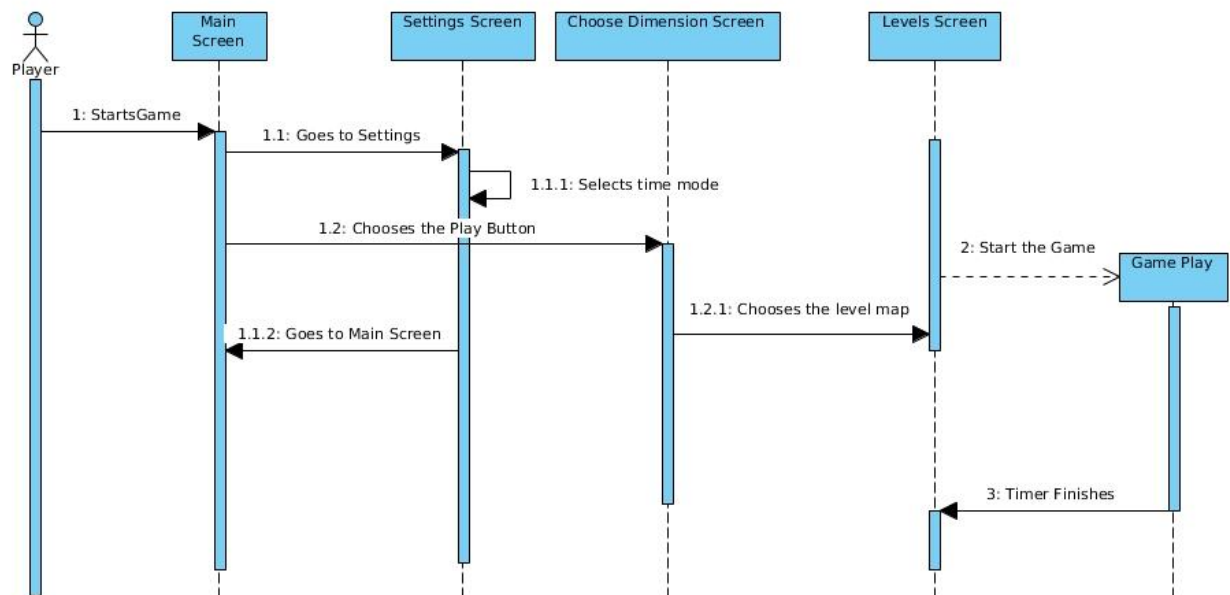 Main
Screen
Settings Screen
Choose Dimension Screen
Levels Screen
Player
1: StartsGame
1.1: Goes to Settings
1.1.1: Selects time mode
1.2: Chooses the Play Button
2: Start the Game
Game Play
1.2.1: Chooses the level map
1.1.2: Goes to Main Screen
3: Timer Finishes